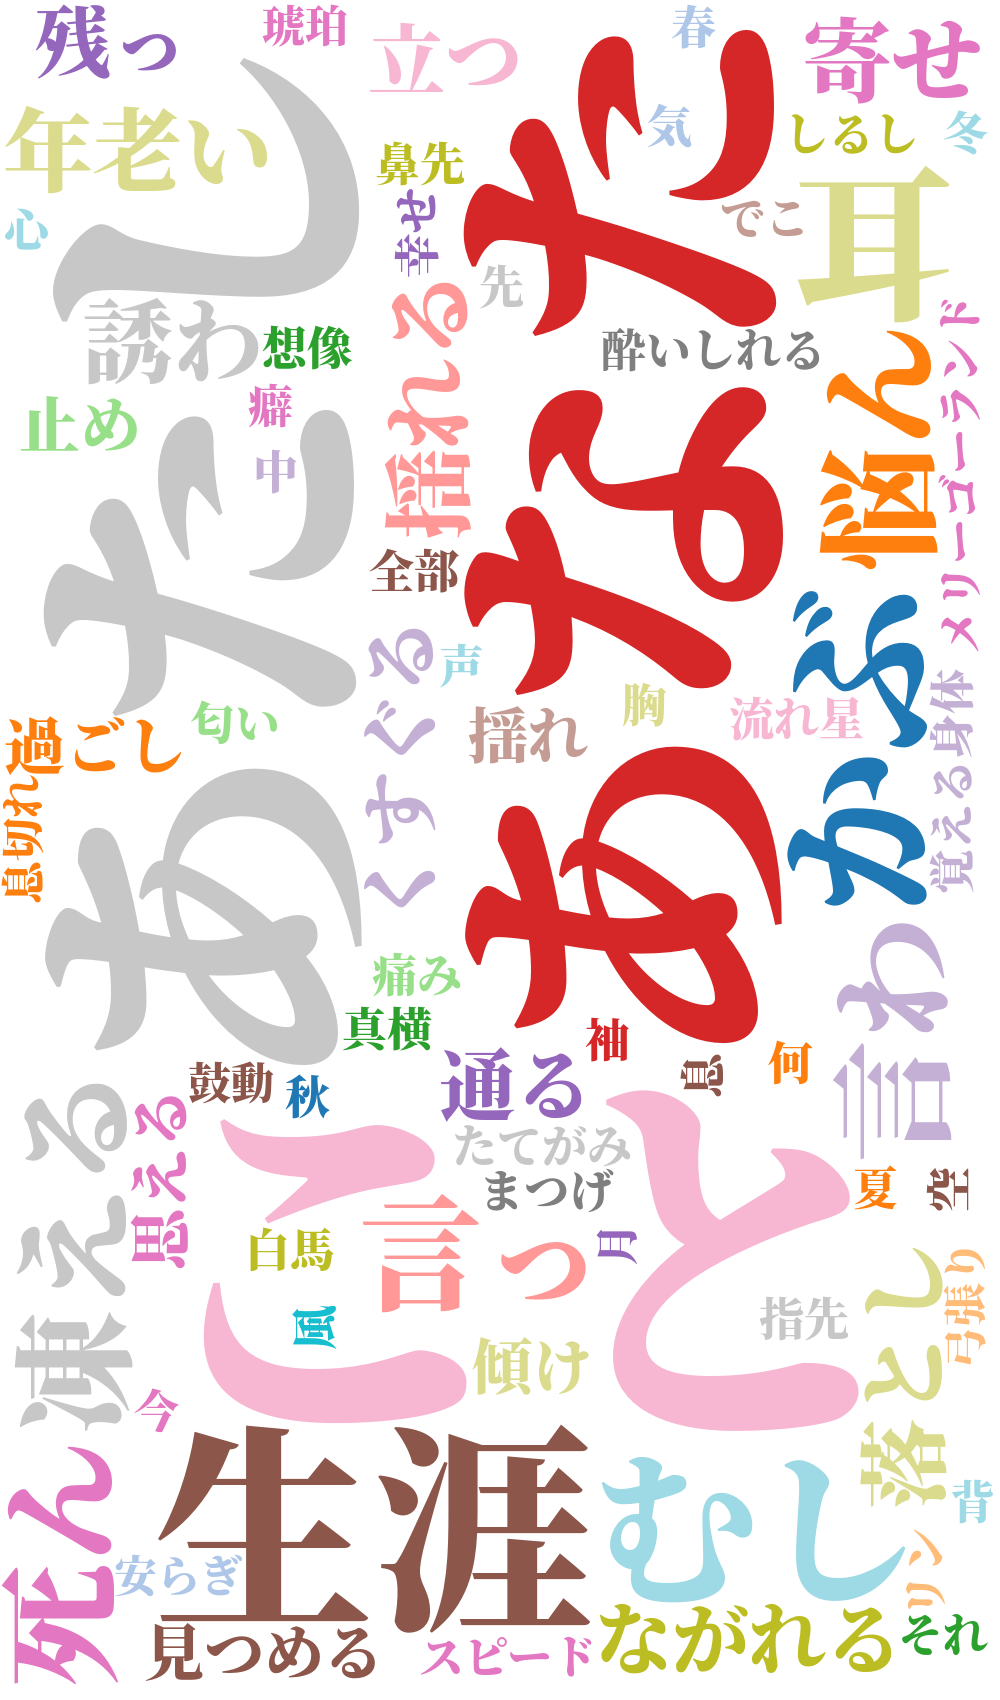 残っ
琥珀
立つ
春
寄せ
年老い
鼻先
気
しるし
冬
心
幸せ
でこ
耳
あたし
あなた
先
誘わ
想像
揺れる
酔いしれる
メリーゴーランド
止め
癖
中
悩ん
全部
かぶ
くすぐる
声
匂い
揺れ
胸
流れ星
覚える
身体
過ごし
息切れ
痛み
真横
袖
息
何
言わ
鼓動
秋
通る
凍える
思える
こと
たてがみ
まつげ
夏
空
白馬
言っ
月
風
指先
弓張り
傾け
落とし
今
生涯
むし
背
死ん
安らぎ
リン
見つめる
スピード
ながれる
それ